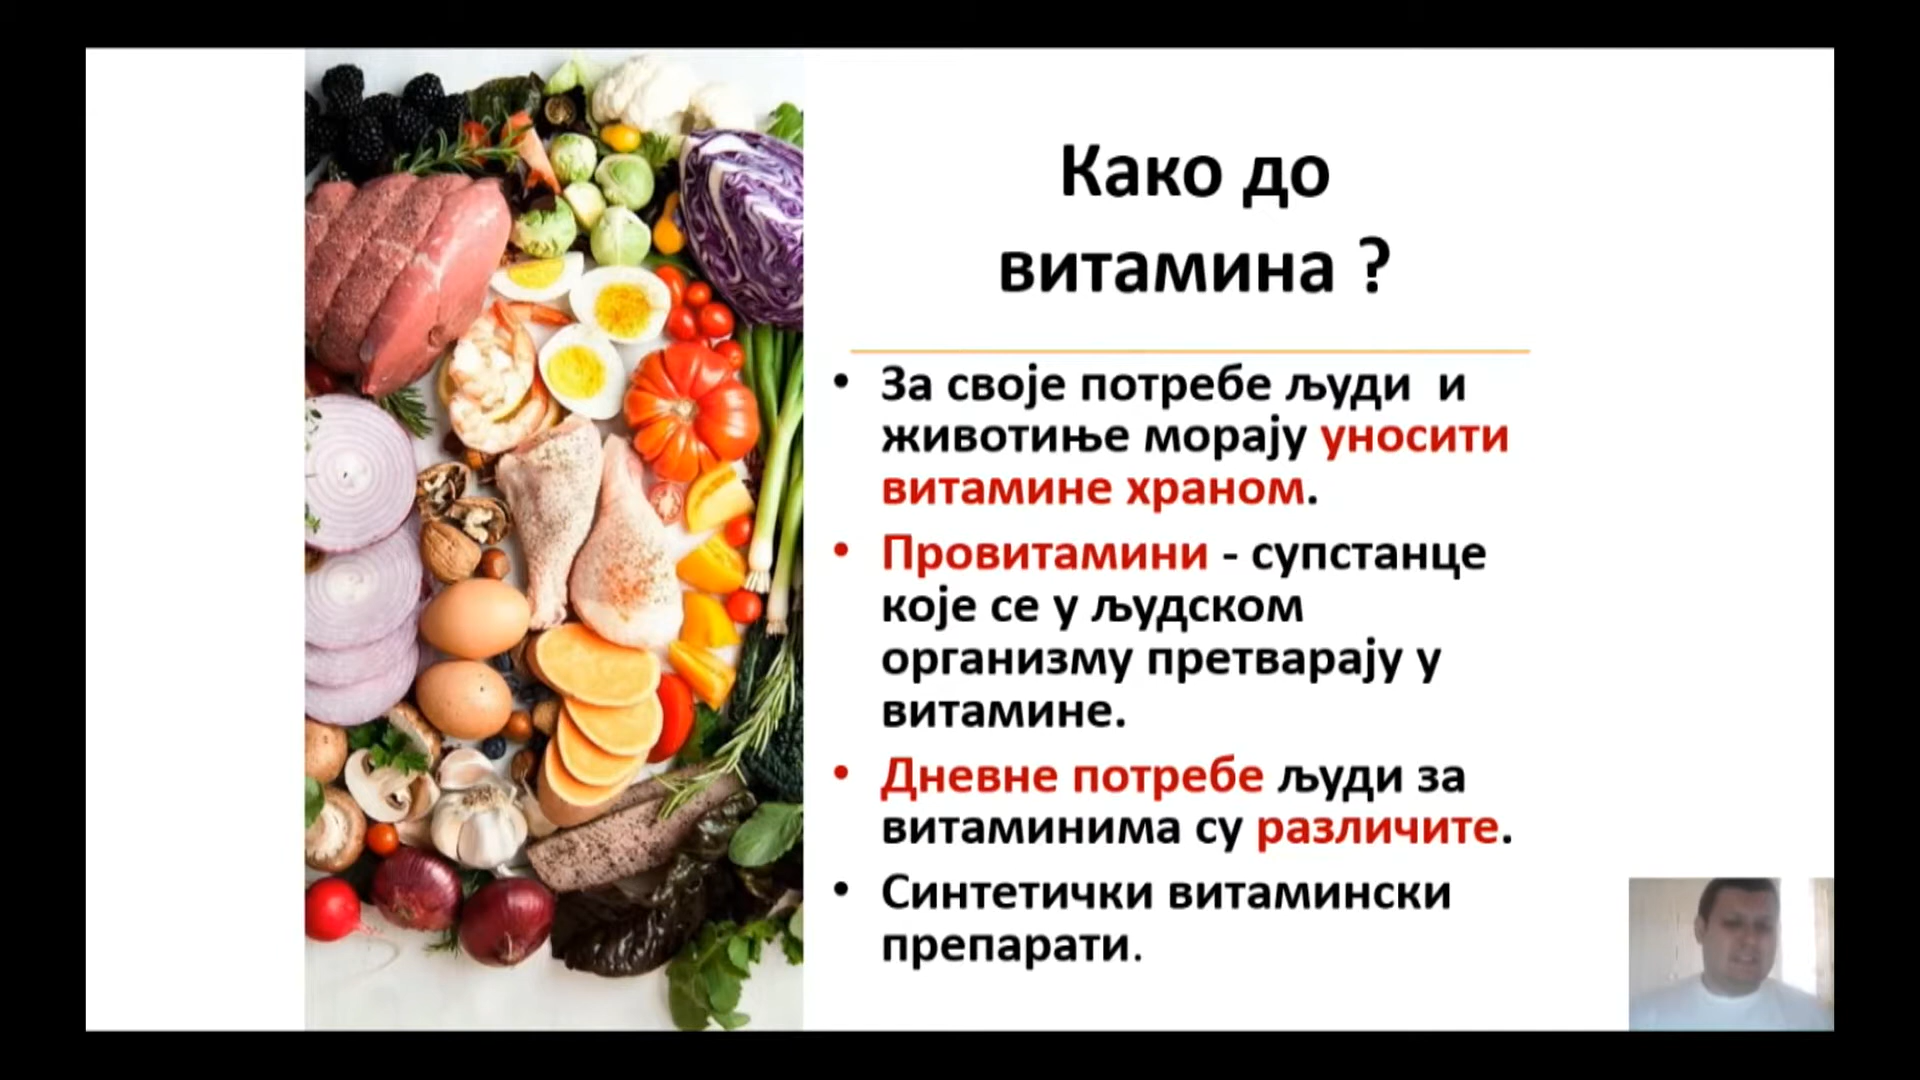 Како до
витамина ?
• За своје потребе људи и
животиње морају уносити
витамине храном.
• Провитамини - супстанце
које се у људском
организму претварају у
витамине.
• Дневне потребе људи за
витаминима су различите.
• Синтетички витамински
препарати.